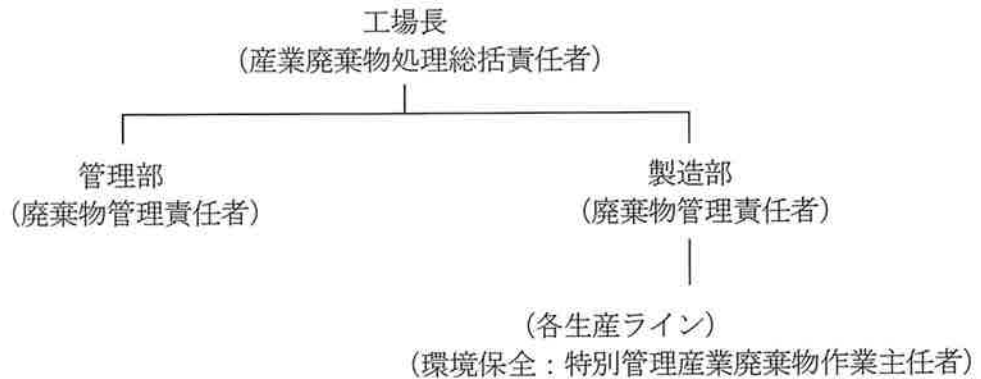 工場長
(産業廃棄物処理総括責任者)
管理部
(廃棄物管理責任者)
製造部
(廃棄物管理責任者)
(各生産ライン)
(環境保全:特別管理産業廃棄物作業主任者)